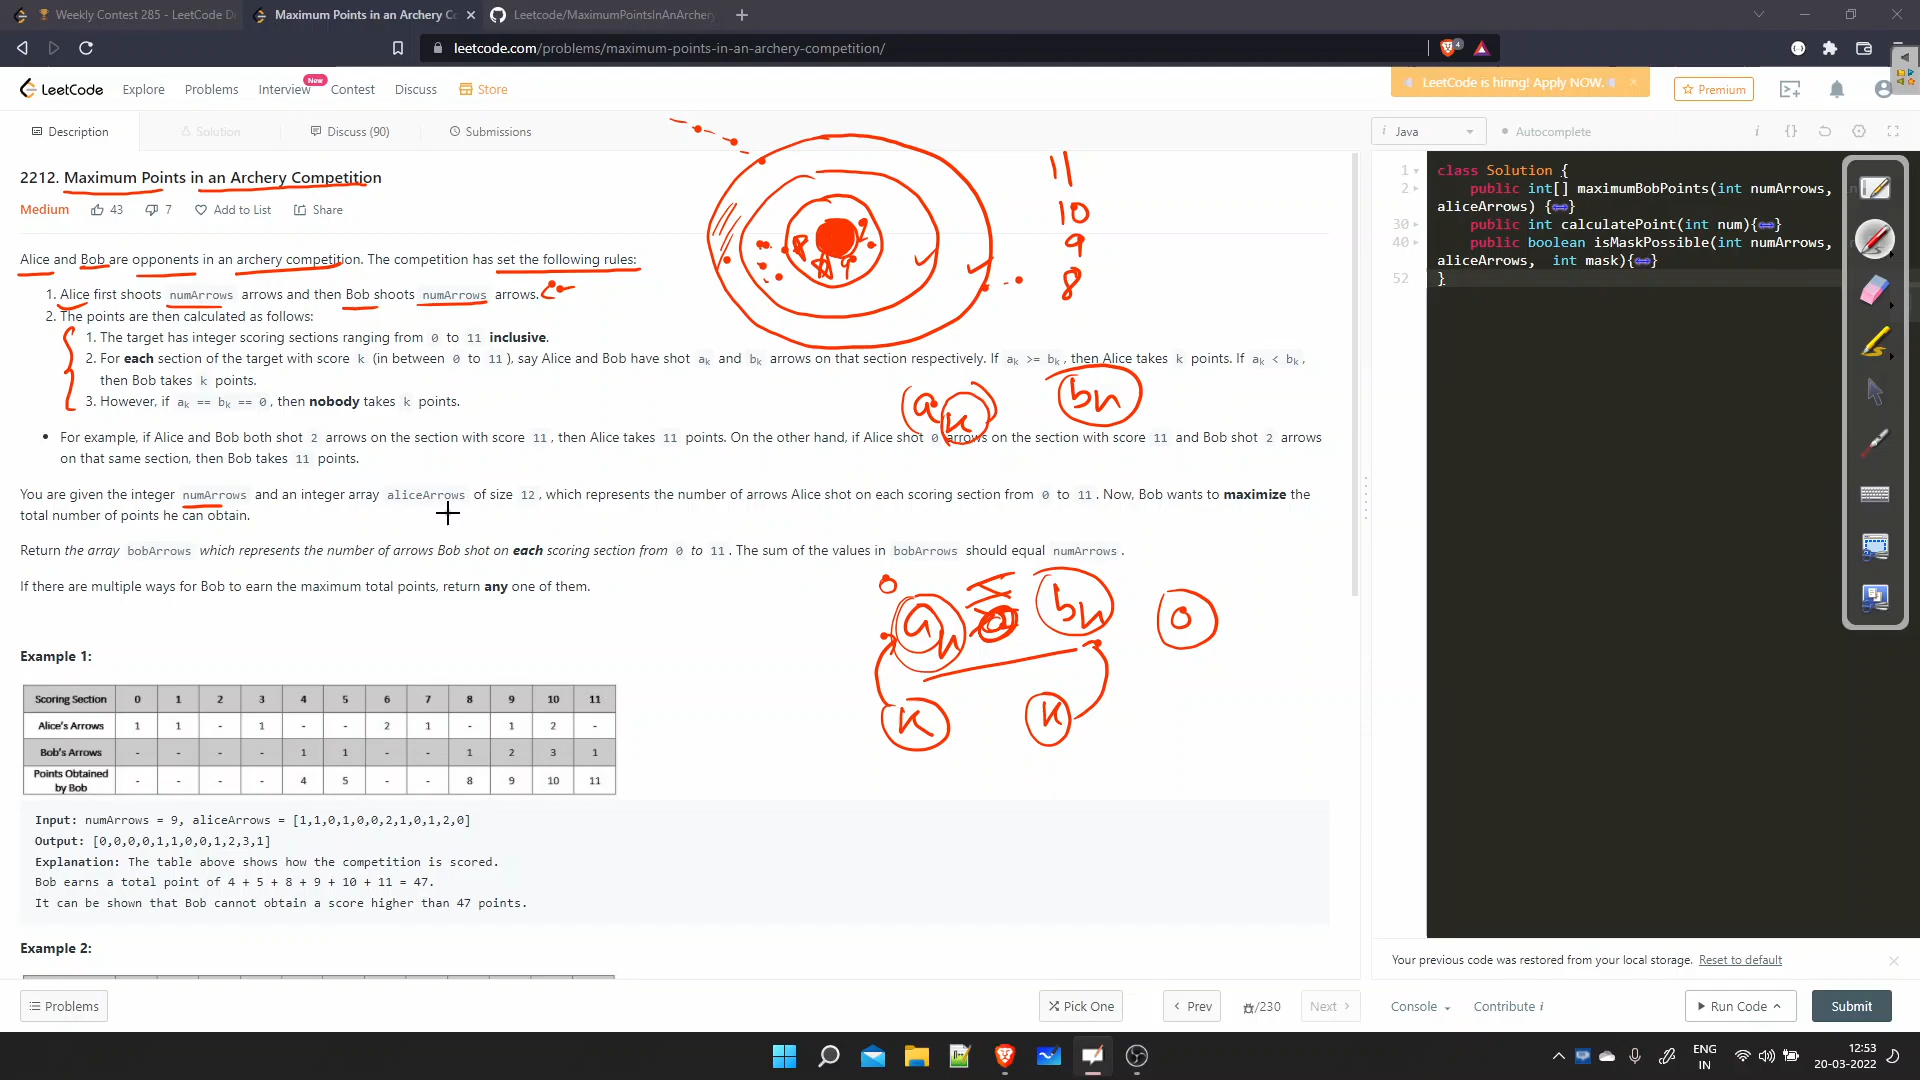 Weekly Contest 285 - LeetCode D
Maximum Points in an Archery Co
Leetcode/MaximumPointsInAnArchery
leetcode.com/problems/maximum-points-in-an-archery-competition/
4
LeetCode
Explore
Problems
Interview
New
Contest
Discuss
Store
LeetCode is hiring! Apply NOW.
Premium
Description
Solution
Discuss (90)
Submissions
i Java
Autocomplete
2212. Maximum Points in an Archery Competition
Medium
43
7
Add to List
Share
Alice and Bob are opponents in an archery competition. The competition has set the following rules:
1. Alice first shoots numArrows arrows and then Bob shoots numArrows arrows.
2. The points are then calculated as follows:
1. The target has integer scoring sections ranging from 0 to 11 inclusive.
2. For each section of the target with score k (in between 0 to 11), say Alice and Bob have shot ak and bk arrows on that section respectively. If ak >= bk, then Alice takes k points. If ak < bk,
then Bob takes k points.
3. However, if ak == bk == 0, then nobody takes k points.
• For example, if Alice and Bob both shot 2 arrows on the section with score 11, then Alice takes 11 points. On the other hand, if Alice shot 0 arrows on the section with score 11 and Bob shot 2 arrows
on that same section, then Bob takes 11 points.
You are given the integer numArrows and an integer array aliceArrows of size 12, which represents the number of arrows Alice shot on each scoring section from 0 to 11. Now, Bob wants to maximize the
total number of points he can obtain.
Return the array bobArrows which represents the number of arrows Bob shot on each scoring section from 0 to 11. The sum of the values in bobArrows should equal numArrows.
If there are multiple ways for Bob to earn the maximum total points, return any one of them.
Example 1:
Scoring Section 0 1 2 3 4 5 6 7 8 9 10 11
Alice's Arrows 1 1 - 1 - - 2 1 - 1 2 -
Bob's Arrows - - - - 1 1 - - 1 2 3 1
Points Obtained by Bob - - - - 4 5 - - 8 9 10 11
Input: numArrows = 9, aliceArrows = [1,1,0,1,0,0,2,1,0,1,2,0]
Output: [0,0,0,0,1,1,0,0,1,2,3,1]
Explanation: The table above shows how the competition is scored.
Bob earns a total point of 4 + 5 + 8 + 9 + 10 + 11 = 47.
It can be shown that Bob cannot obtain a score higher than 47 points.
Example 2:
11
10
9
8
ak
bk
ak
bk
0
k
k
1 class Solution {
2 public int[] maximumBobPoints(int numArrows, in
aliceArrows) {
30 public int calculatePoint(int num){
40 public boolean isMaskPossible(int numArrows,
aliceArrows, int mask){
52 }
Your previous code was restored from your local storage. Reset to default
Problems
Pick One
Prev
/230
Next
Console
Contribute i
Run Code
Submit
ENG
IN
12:53
20-03-2022